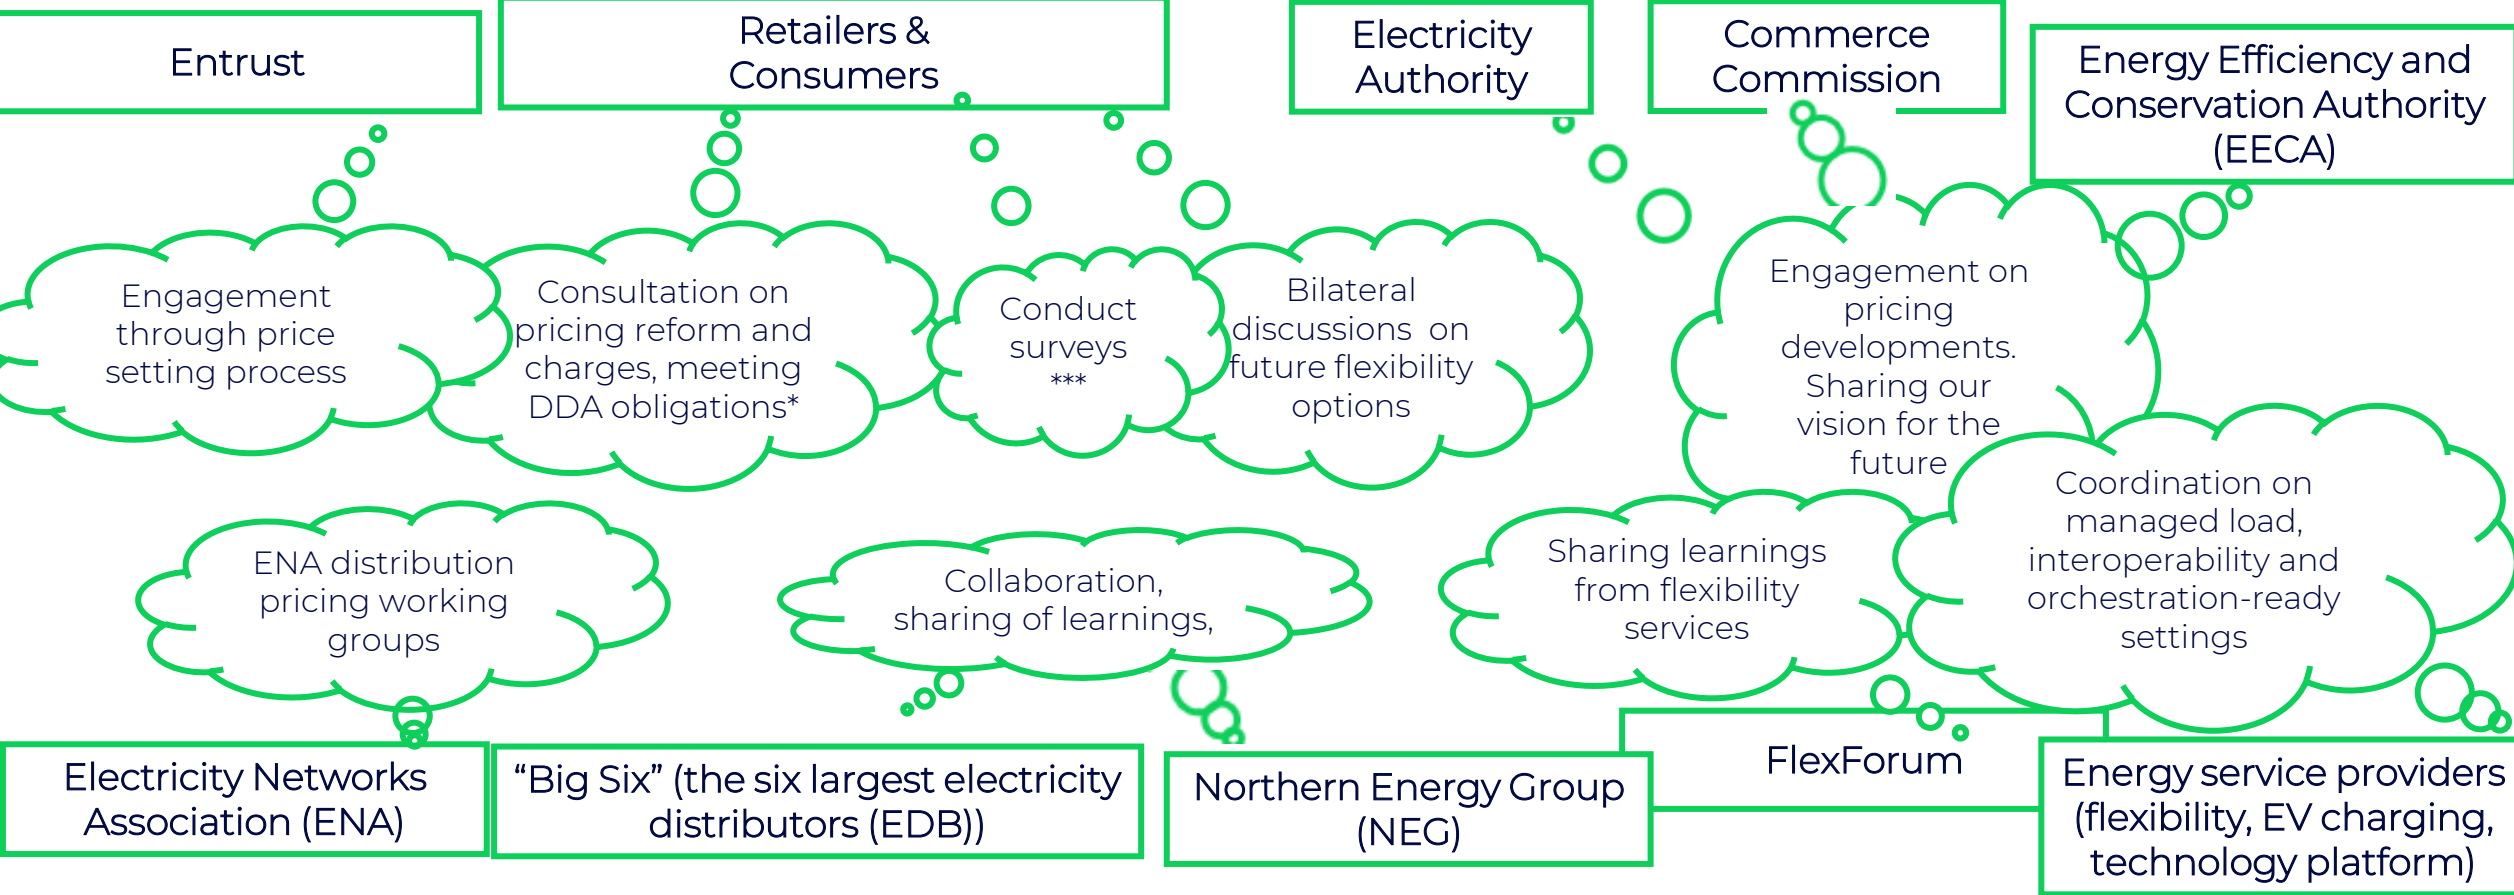 Entrust
Retailers &
Consumers
Electricity
Authority
Commerce
Commission
Energy Efficiency and
Conservation Authority
(EECA)
Engagement
through price
setting process
Consultation on
pricing reform and
charges, meeting
DDA obligations*
Conduct
surveys
***
Bilateral
discussions  on
future flexibility
options
Engagement on
pricing
developments.
Sharing our
vision for the
future
ENA distribution
pricing working
groups
Collaboration,
sharing of learnings,
Sharing learnings
from flexibility
services
Coordination on
managed load,
interoperability and
orchestration-ready
settings
Electricity Networks
Association (ENA)
“Big Six” (the six largest electricity
distributors (EDB))
Northern Energy Group
(NEG)
FlexForum
Energy service providers
(flexibility, EV charging,
technology platform)